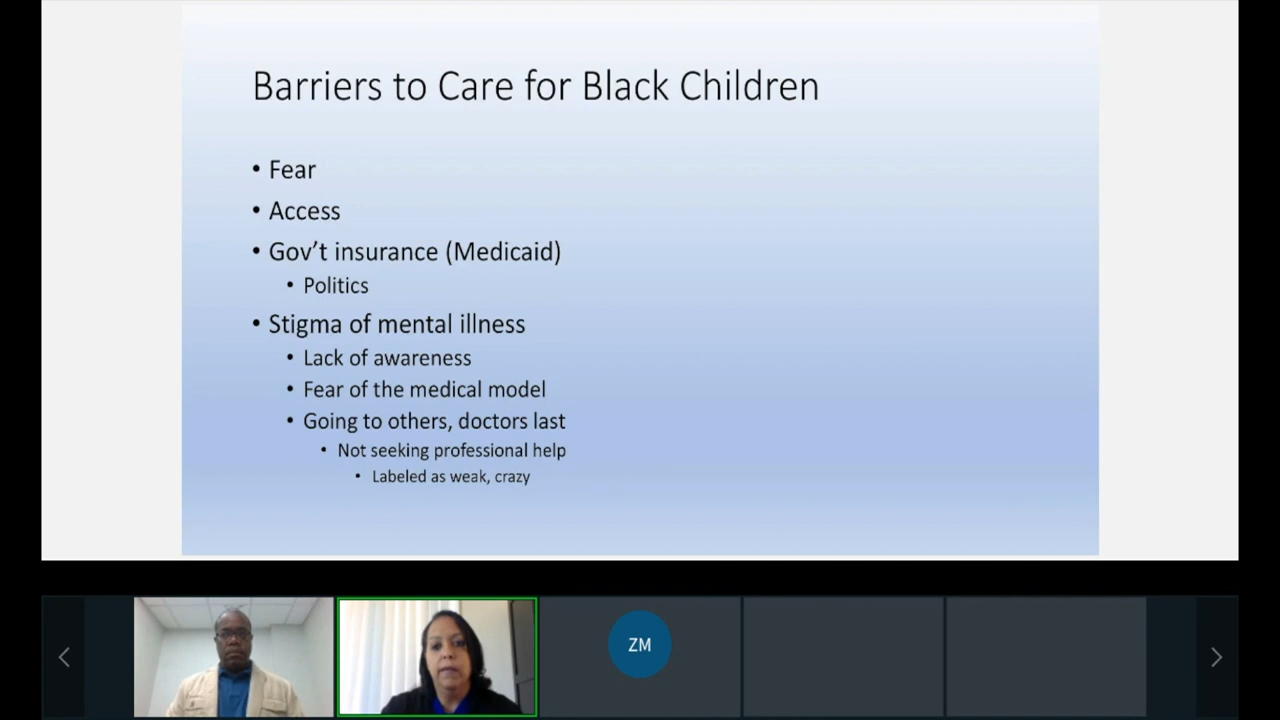 Barriers to Care for Black Children
• Fear
• Access
• Gov’t insurance (Medicaid)
• Politics
• Stigma of mental illness
• Lack of awareness
• Fear of the medical model
• Going to others, doctors last
• Not seeking professional help
• Labeled as weak, crazy
ZM